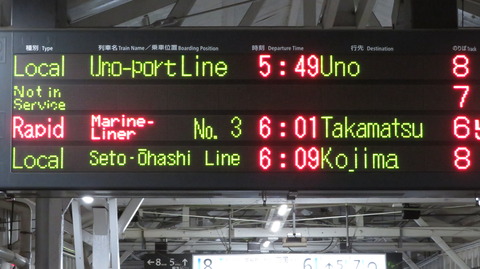 種別 Type 列車名 Train Name／乗車位置 Boarding Position 時刻 Departure Time 行先 Destination のりば Track
Local Uno-port Line 5:49 Uno 8
Not in Service 7
Rapid Marine-Liner No. 3 6:01 Takamatsu 6
Local Seto-Ōhashi Line 6:09 Kojima 8